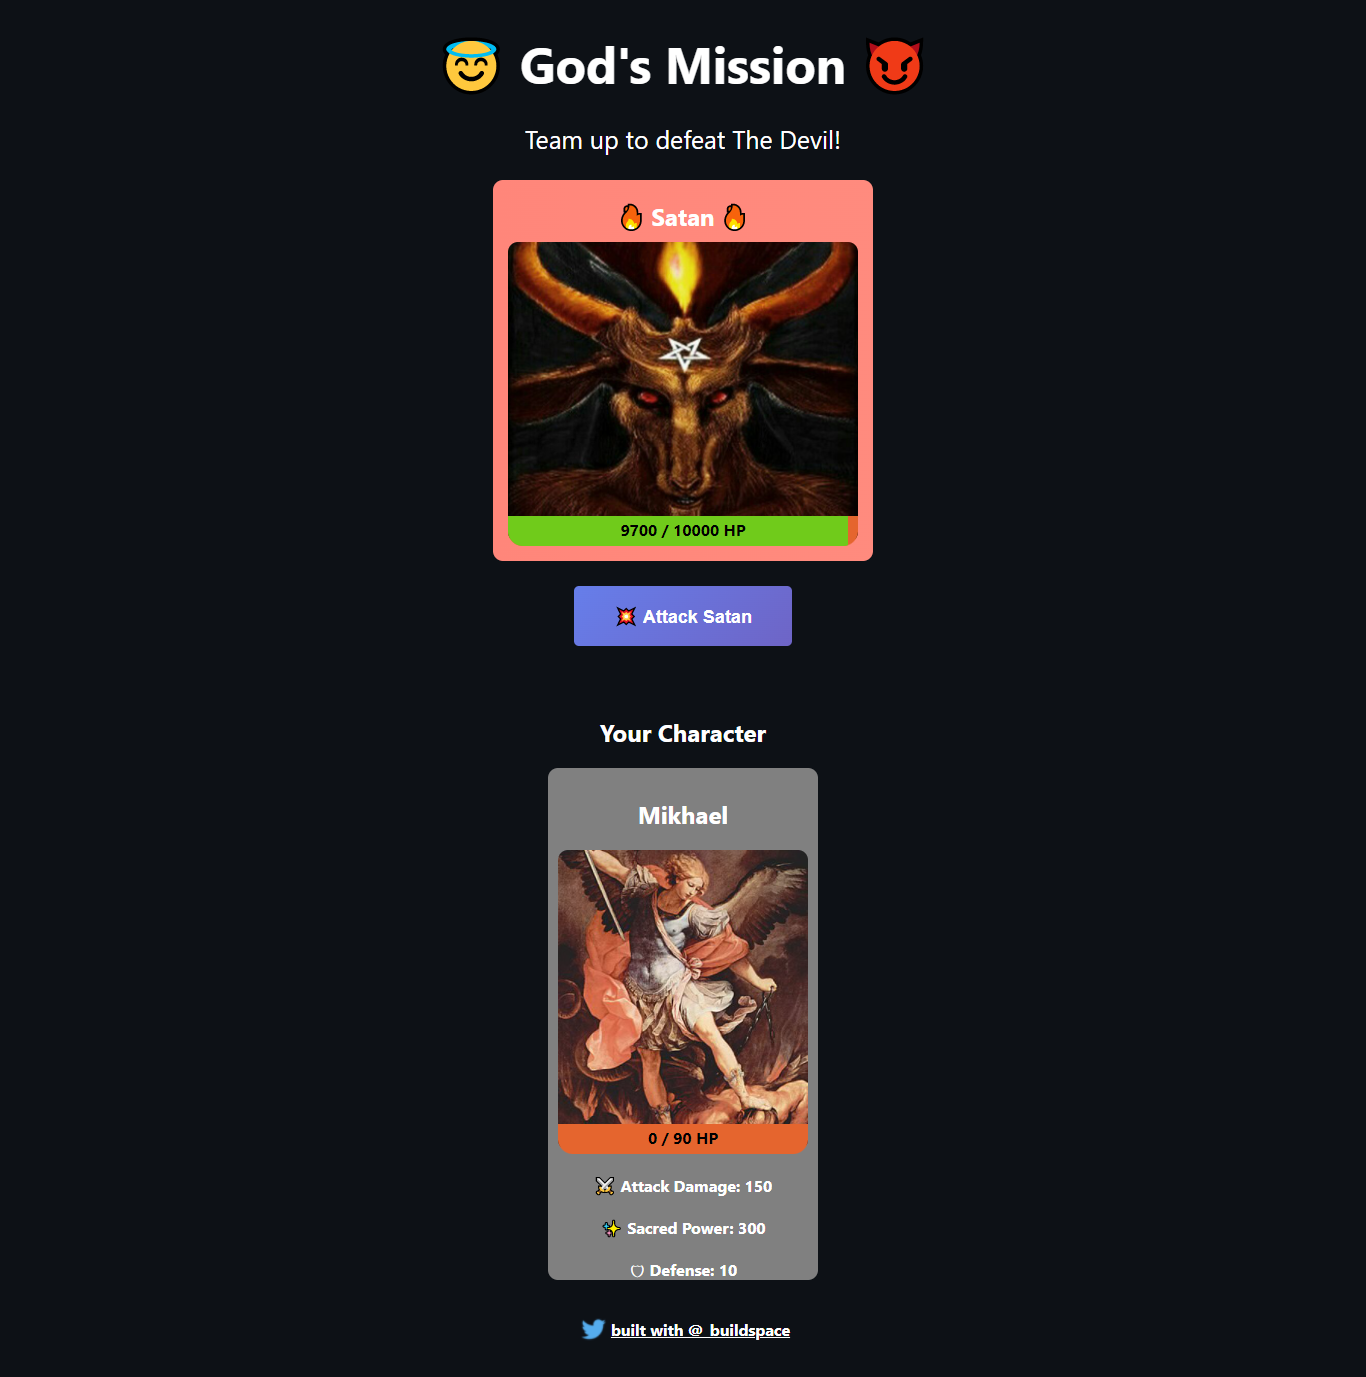 God's Mission
Team up to defeat The Devil!
Satan
9700 / 10000 HP
Attack Satan
Your Character
Mikhael
0 / 90 HP
Attack Damage: 150
Sacred Power: 300
Defense: 10
built with @_buildspace